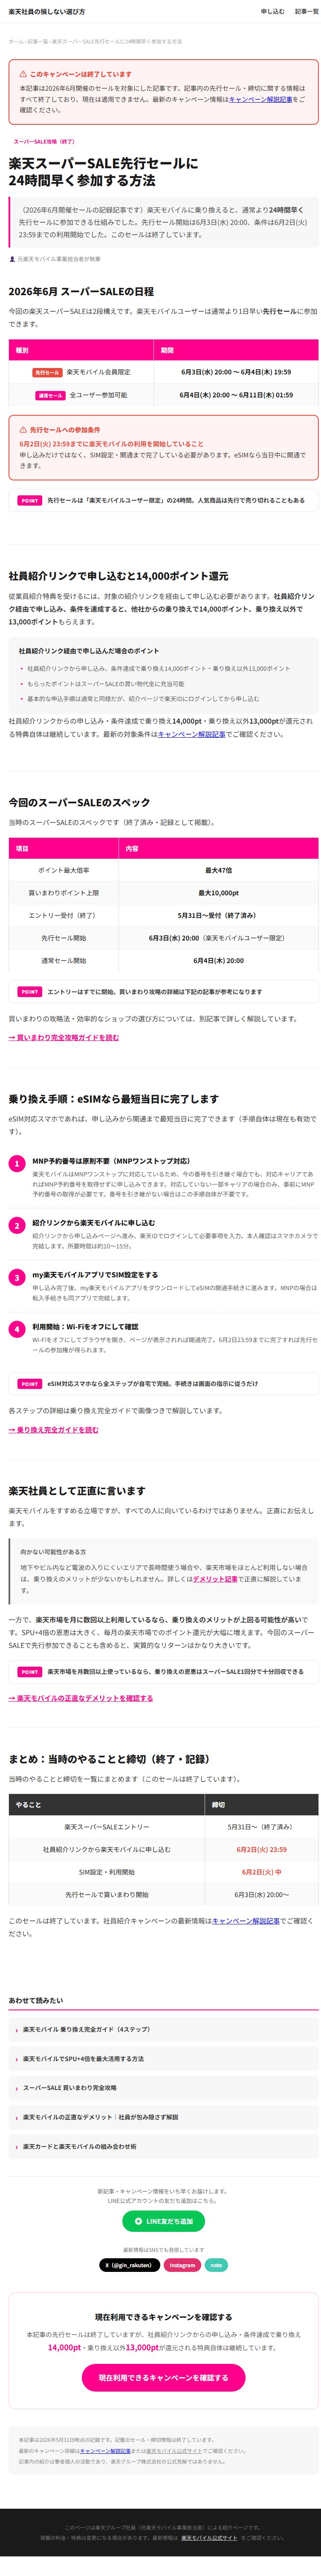 楽天社員の損しない選び方
申し込む 記事一覧
ホーム › 記事一覧 › 楽天スーパーSALE先行セールに24時間早く参加する方法
このキャンペーンは終了しています
本記事は2026年6月開催のセールを対象にした記事です。記事内の先行セール・締切に関する情報は
すべて終了しており、現在は適用できません。最新のキャンペーン情報はキャンペーン解説記事をご
確認ください。
スーパーSALE攻略（終了）
楽天スーパーSALE先行セールに
24時間早く参加する方法
（2026年6月開催セールの記録記事です）楽天モバイルに乗り換えると、通常より24時間早く
先行セールに参加できる仕組みでした。先行セール開始は6月3日(水) 20:00、条件は6月2日(火)
23:59までの利用開始でした。このセールは終了しています。
元楽天モバイル事業担当者が執筆
2026年6月 スーパーSALEの日程
今回の楽天スーパーSALEは2段構えです。楽天モバイルユーザーは通常より1日早い先行セールに参加
できます。
種別 期間
先行セール 楽天モバイル会員限定 6月3日(水) 20:00 〜 6月4日(木) 19:59
通常セール 全ユーザー参加可能 6月4日(木) 20:00 〜 6月11日(木) 01:59
先行セールへの参加条件
6月2日(火) 23:59までに楽天モバイルの利用を開始していること
申し込みだけではなく、SIM設定・開通まで完了している必要があります。eSIMなら当日中に開通で
きます。
POINT 先行セールは「楽天モバイルユーザー限定」の24時間。人気商品は先行で売り切れることもある
社員紹介リンクで申し込むと14,000ポイント還元
従業員紹介特典を受けるには、対象の紹介リンクを経由して申し込む必要があります。社員紹介リン
ク経由で申し込み、条件を達成すると、他社からの乗り換えで14,000ポイント、乗り換え以外で
13,000ポイントもらえます。
社員紹介リンク経由で申し込んだ場合のポイント
• 社員紹介リンクから申し込み、条件達成で乗り換え14,000ポイント・乗り換え以外13,000ポイント
• もらったポイントはスーパーSALEの買い物代金に充当可能
• 基本的な申込手順は通常と同様だが、紹介ページで楽天IDにログインしてから申し込む
社員紹介リンクからの申し込み・条件達成で乗り換え14,000pt・乗り換え以外13,000ptが還元され
る特典自体は継続しています。最新の対象条件はキャンペーン解説記事でご確認ください。
今回のスーパーSALEのスペック
当時のスーパーSALEのスペックです（終了済み・記録として掲載）。
項目 内容
ポイント最大倍率 最大47倍
買いまわりポイント上限 最大10,000pt
エントリー受付（終了） 5月31日〜受付（終了済み）
先行セール開始 6月3日(水) 20:00（楽天モバイルユーザー限定）
通常セール開始 6月4日(木) 20:00
POINT エントリーはすでに開始。買いまわり攻略の詳細は下記の記事が参考になります
買いまわりの攻略法・効率的なショップの選び方については、別記事で詳しく解説しています。
→ 買いまわり完全攻略ガイドを読む
乗り換え手順：eSIMなら最短当日に完了します
eSIM対応スマホであれば、申し込みから開通まで最短当日に完了できます（手順自体は現在も有効で
す）。
1 MNP予約番号は原則不要（MNPワンストップ対応）
楽天モバイルはMNPワンストップに対応しているため、今の番号を引き継ぐ場合でも、対応キャリアであ
ればMNP予約番号を取得せずに申し込みできます。対応していない一部キャリアの場合のみ、事前にMNP
予約番号の取得が必要です。番号を引き継がない場合はこの手順自体が不要です。
2 紹介リンクから楽天モバイルに申し込む
紹介リンクから申し込みページへ進み、楽天IDでログインして必要事項を入力。本人確認はスマホカメラで
完結します。所要時間は約10〜15分。
3 my楽天モバイルアプリでSIM設定をする
申し込み完了後、my楽天モバイルアプリをダウンロードしてeSIMの開通手続きに進みます。MNPの場合は
転入手続きも同アプリで完結します。
4 利用開始：Wi-Fiをオフにして確認
Wi-Fiをオフにしてブラウザを開き、ページが表示されれば開通完了。6月2日23:59までに完了すれば先行セ
ールの参加権が得られます。
POINT eSIM対応スマホなら全ステップが自宅で完結。手続きは画面の指示に従うだけ
各ステップの詳細は乗り換え完全ガイドで画像つきで解説しています。
→ 乗り換え完全ガイドを読む
楽天社員として正直に言います
楽天モバイルをすすめる立場ですが、すべての人に向いているわけではありません。正直にお伝えし
ます。
向かない可能性がある方
地下やビル内など電波の入りにくいエリアで長時間使う場合や、楽天市場をほとんど利用しない場合
は、乗り換えのメリットが少ないかもしれません。詳しくはデメリット記事で正直に解説していま
す。
一方で、楽天市場を月に数回以上利用しているなら、乗り換えのメリットが上回る可能性が高いで
す。SPU+4倍の恩恵は大きく、毎月の楽天市場でのポイント還元が大幅に増えます。今回のスーパー
SALEで先行参加できることも含めると、実質的なリターンはかなり大きいです。
POINT 楽天市場を月数回以上使っているなら、乗り換えの恩恵はスーパーSALE1回分で十分回収できる
→ 楽天モバイルの正直なデメリットを確認する
まとめ：当時のやることと締切（終了・記録）
当時のやることと締切を一覧にまとめます（このセールは終了しています）。
やること 締切
楽天スーパーSALEエントリー 5月31日〜（終了済み）
社員紹介リンクから楽天モバイルに申し込む 6月2日(火) 23:59
SIM設定・利用開始 6月2日(火) 中
先行セールで買いまわり開始 6月3日(水) 20:00〜
このセールは終了しています。社員紹介キャンペーンの最新情報はキャンペーン解説記事でご確認く
ださい。
あわせて読みたい
› 楽天モバイル 乗り換え完全ガイド（4ステップ）
› 楽天モバイルでSPU+4倍を最大活用する方法
› スーパーSALE 買いまわり完全攻略
› 楽天モバイルの正直なデメリット｜社員が包み隠さず解説
› 楽天カードと楽天モバイルの組み合わせ術
新記事・キャンペーン情報をいち早くお届けします。
LINE公式アカウントの友だち追加はこちら。
LINE友だち追加
最新情報はSNSでも発信しています
X（@gin_rakuten） Instagram note
現在利用できるキャンペーンを確認する
本記事の先行セールは終了していますが、社員紹介リンクからの申し込み・条件達成で乗り換え
14,000pt・乗り換え以外13,000ptが還元される特典自体は継続しています。
現在利用できるキャンペーンを確認する
本記事は2026年5月31日時点の記録です。記載のセール・締切情報は終了しています。
最新のキャンペーン詳細はキャンペーン解説記事または楽天モバイル公式サイトでご確認ください。
記事内の紹介は筆者個人の活動であり、楽天グループ株式会社の公式見解ではありません。
このページは楽天グループ社員（元楽天モバイル事業担当者）による紹介ページです。
掲載の料金・特典は変更になる場合があります。最新情報は 楽天モバイル公式サイト をご確認ください。